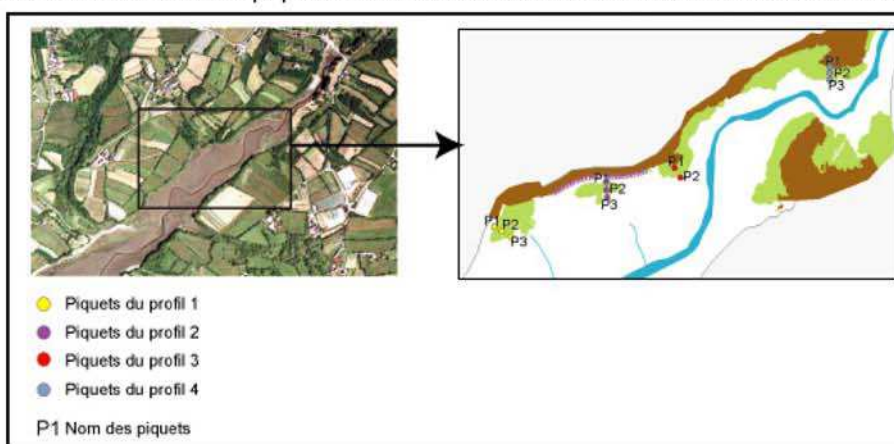 P1
P2
P3
P1
P2
P1
P2
P3
P1
P2
P3
Piquets du profil 1
Piquets du profil 2
Piquets du profil 3
Piquets du profil 4
P1 Nom des piquets